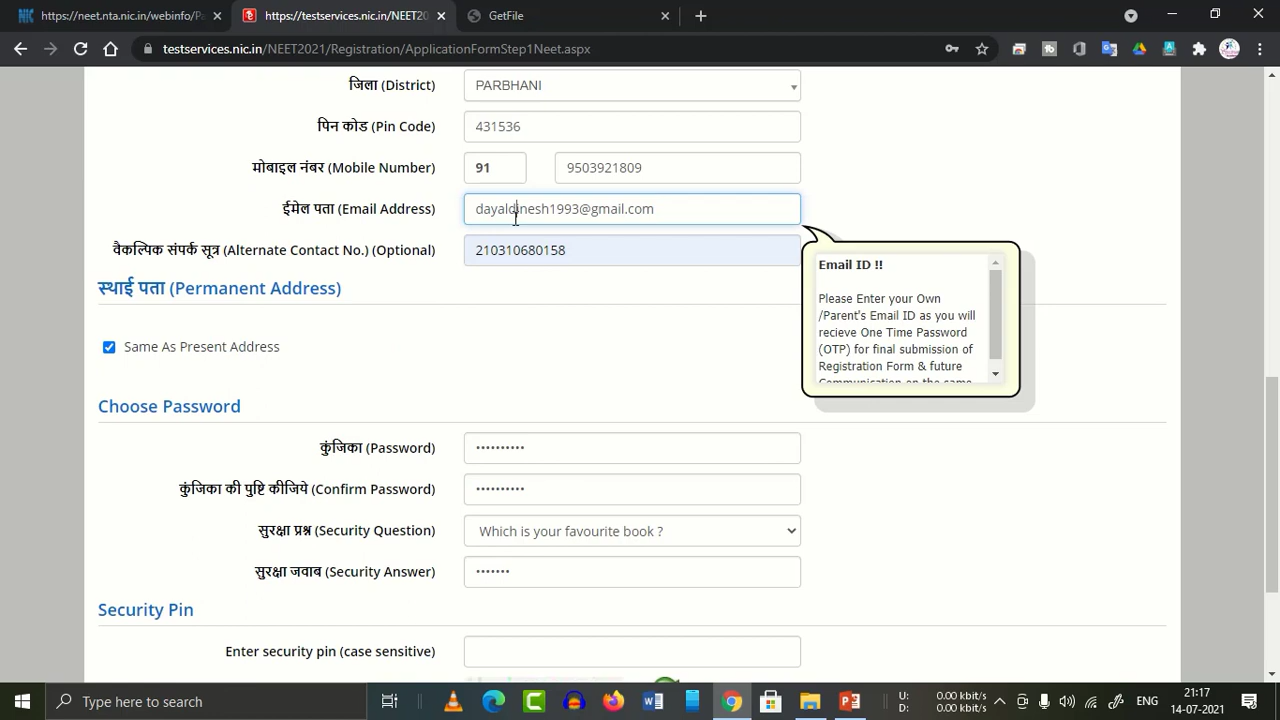 https://neet.nta.nic.in/webinfo/Pa
https://testservices.nic.in/NEET20
GetFile
testservices.nic.in/NEET2021/Registration/ApplicationFormStep1Neet.aspx
जिला (District) PARBHANI
पिन कोड (Pin Code) 431536
मोबाइल नंबर (Mobile Number) 91 9503921809
ईमेल पता (Email Address) dayaldinesh1993@gmail.com
वैकल्पिक संपर्क सूत्र (Alternate Contact No.) (Optional) 210310680158
Email ID !!
Please Enter your Own
/Parent's Email ID as you will
recieve One Time Password
(OTP) for final submission of
Registration Form & future
Communication on the same
स्थाई पता (Permanent Address)
Same As Present Address
Choose Password
कुंजिका (Password) ••••••••••
कुंजिका की पुष्टि कीजिये (Confirm Password) ••••••••••
सुरक्षा प्रश्न (Security Question) Which is your favourite book ?
सुरक्षा जवाब (Security Answer) •••••••
Security Pin
Enter security pin (case sensitive)
Type here to search
U: 0.00 kbit/s
D: 0.00 kbit/s
ENG
21:17
14-07-2021